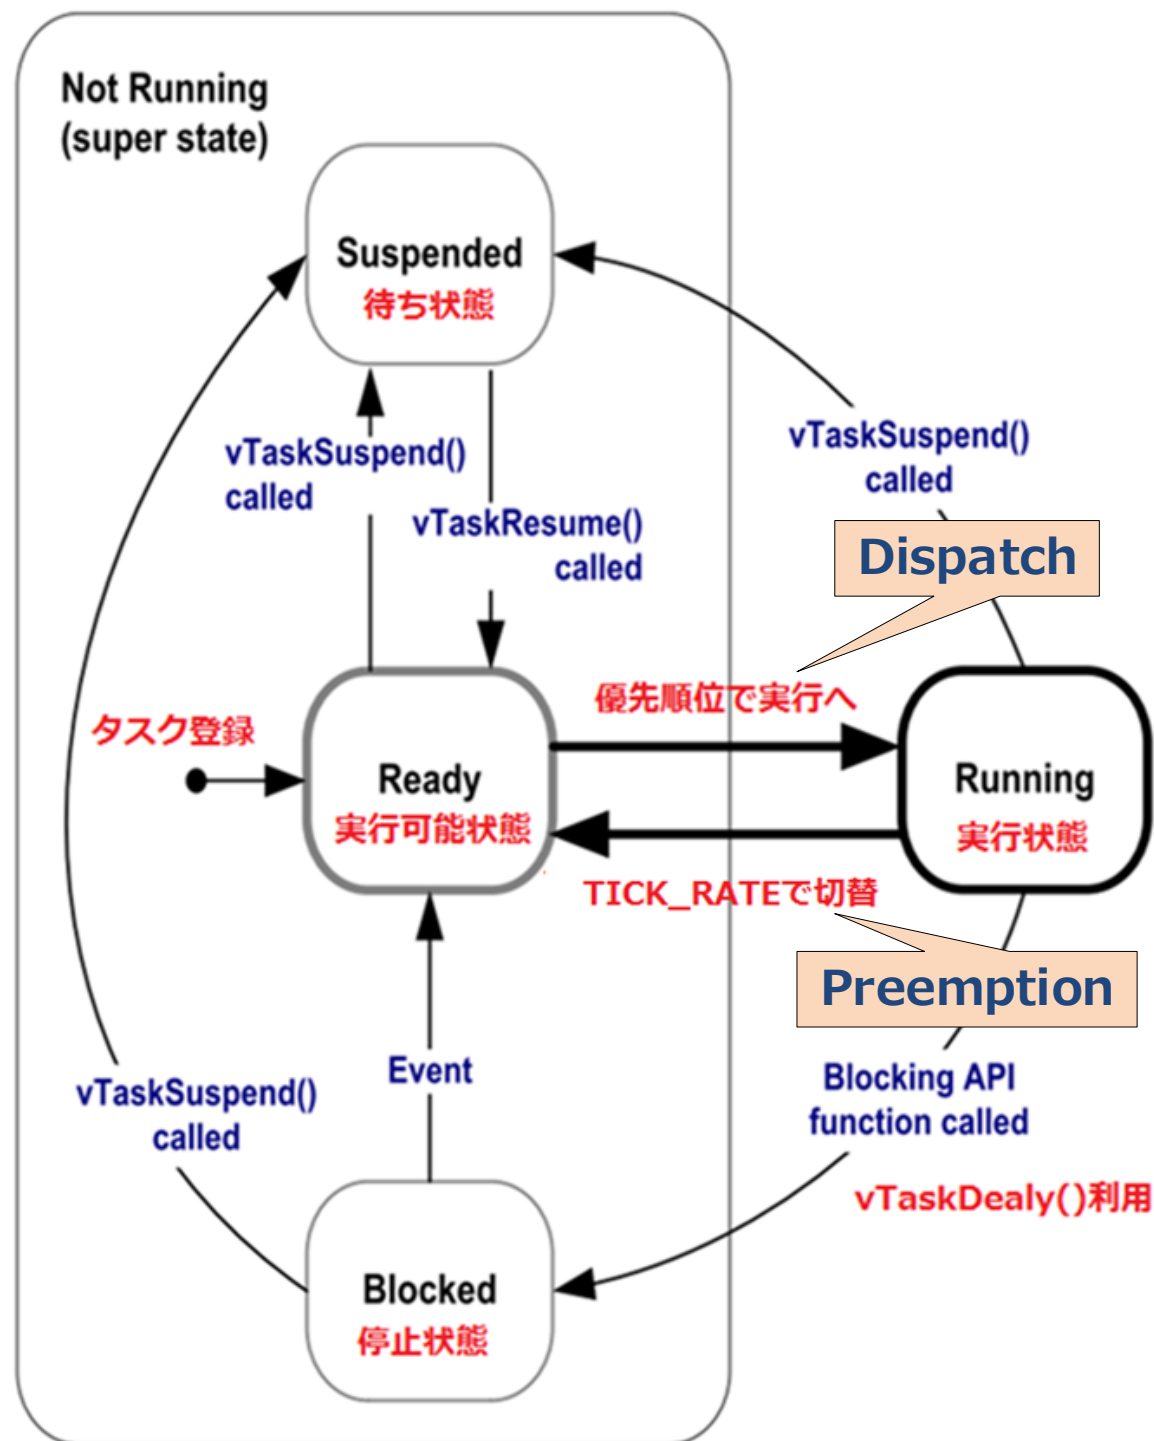 Not Running
(super state)
Suspended
待ち状態
vTaskSuspend()
called
vTaskSuspend()
called
vTaskResume()
called
Dispatch
優先順位で実行へ
タスク登録
Ready
実行可能状態
Running
実行状態
TICK_RATEで切替
Preemption
Event
vTaskSuspend()
called
Blocking API
function called
vTaskDealy()利用
Blocked
停止状態